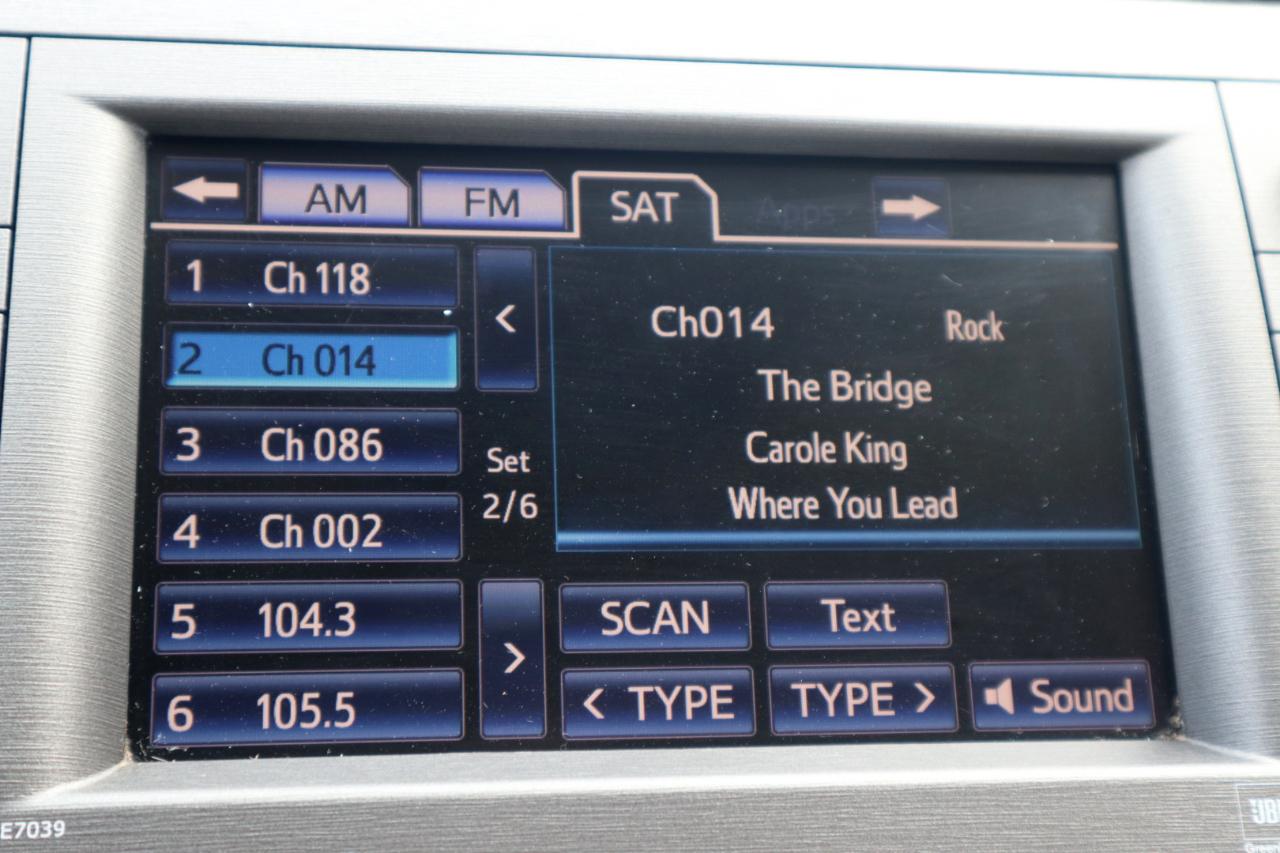 AM FM SAT Apps
1 Ch 118
2 Ch 014
3 Ch 086
4 Ch 002
5 104.3
6 105.5
<
Set
2/6
>
Ch014 Rock
The Bridge
Carole King
Where You Lead
SCAN Text
< TYPE TYPE > Sound
E7039